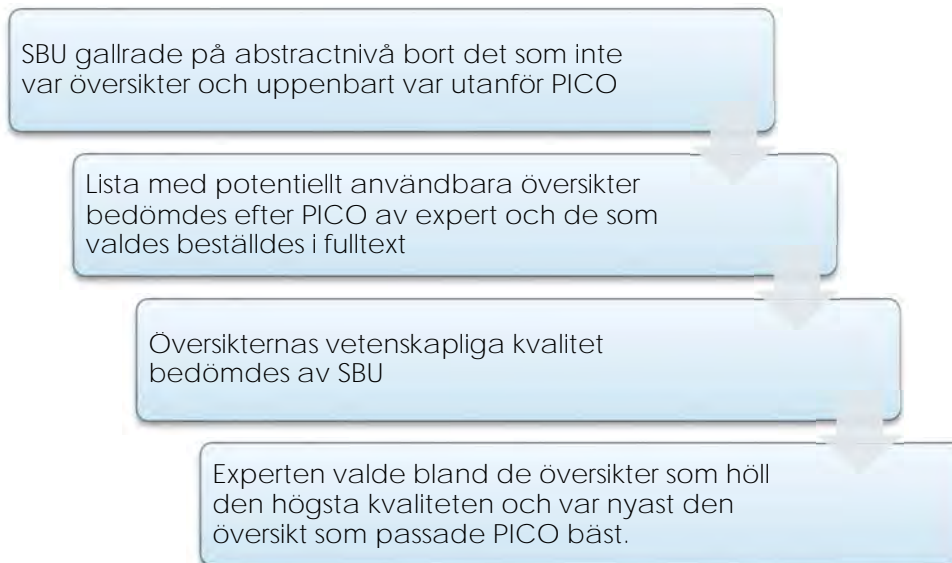 SBU gallrade på abstractnivå bort det som inte
var översikter och uppenbart var utanför PICO
Lista med potentiellt användbara översikter
bedömdes efter PICO av expert och de som
valdes beställdes i fulltext
Översikternas vetenskapliga kvalitet
bedömdes av SBU
Experten valde bland de översikter som höll
den högsta kvaliteten och var nyast den
översikt som passade PICO bäst.